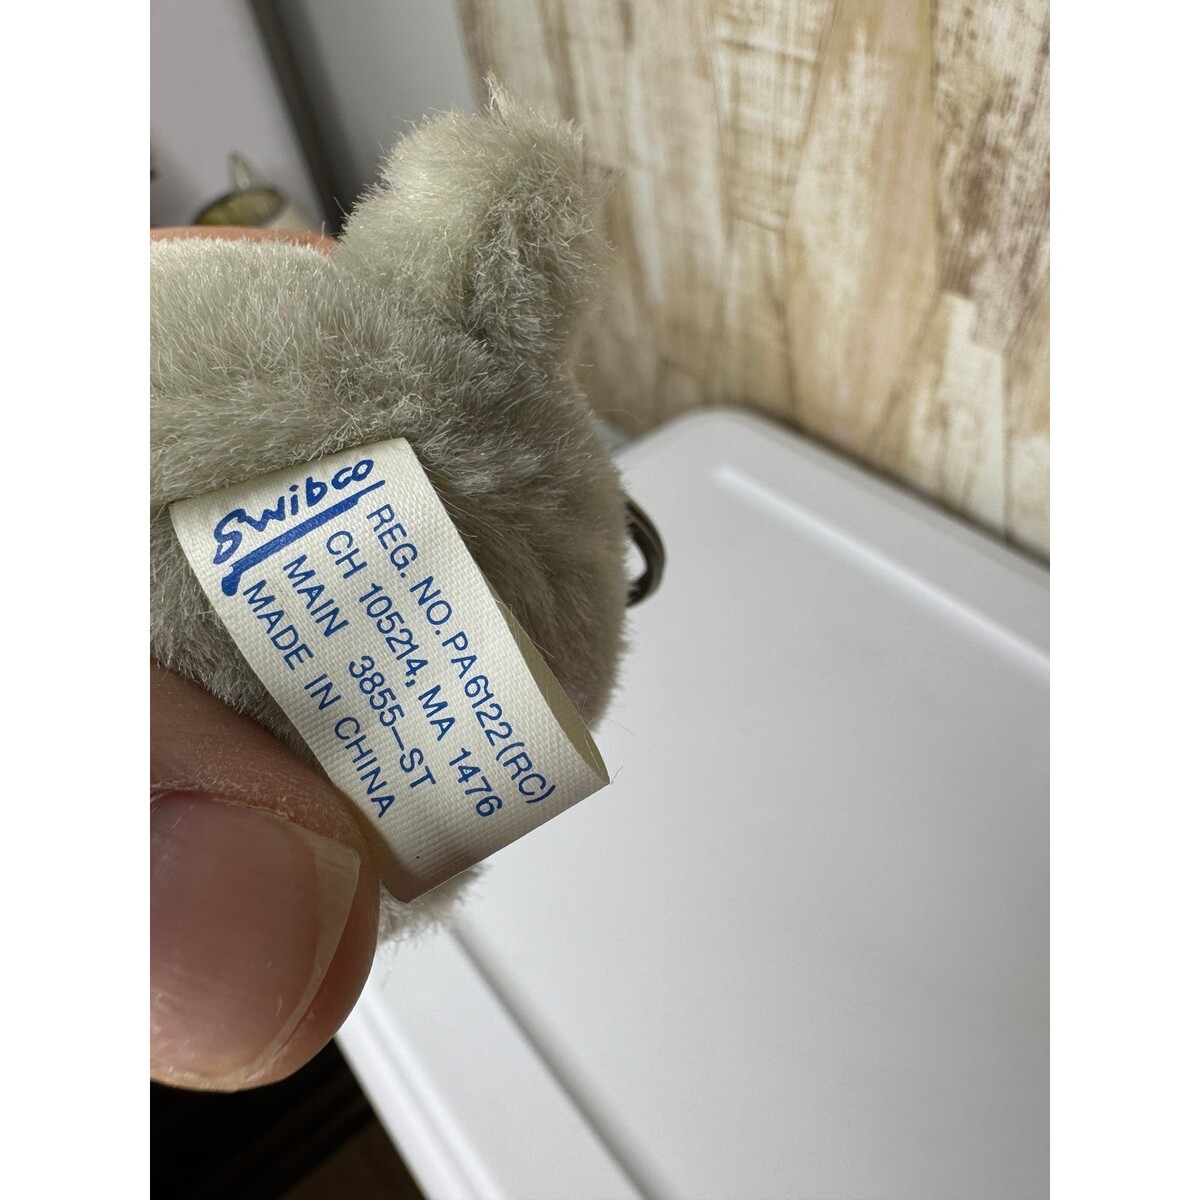 Swibco
REG. NO. PA6122(RC)
CH 105214, MA 1476
MAIN 3855-ST
MADE IN CHINA